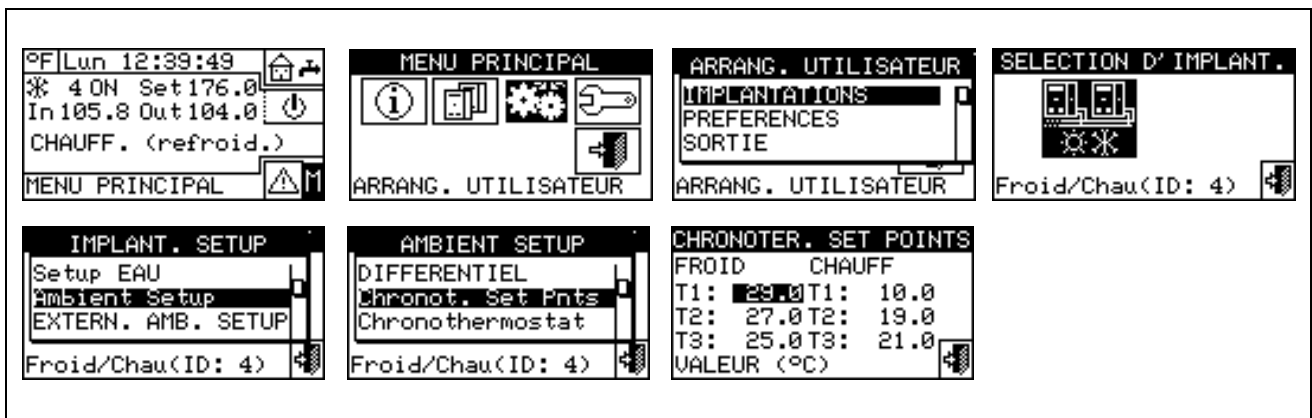 °F Lun 12:39:49
4 ON Set 176.0
In 105.8 Out 104.0
CHAUFF. (refroid.)
MENU PRINCIPAL M
MENU PRINCIPAL
ARRANG. UTILISATEUR
ARRANG. UTILISATEUR
IMPLANTATIONS
PREFERENCES
SORTIE
ARRANG. UTILISATEUR
SELECTION D'IMPLANT.
Froid/Chau(ID: 4)
IMPLANT. SETUP
Setup EAU
Ambient Setup
EXTERN. AMB. SETUP
Froid/Chau(ID: 4)
AMBIENT SETUP
DIFFERENTIEL
Chronot. Set Pnts
Chronothermostat
Froid/Chau(ID: 4)
CHRONOTER. SET POINTS
FROID CHAUFF
T1: 29.0 T1: 10.0
T2: 27.0 T2: 19.0
T3: 25.0 T3: 21.0
VALEUR (°C)